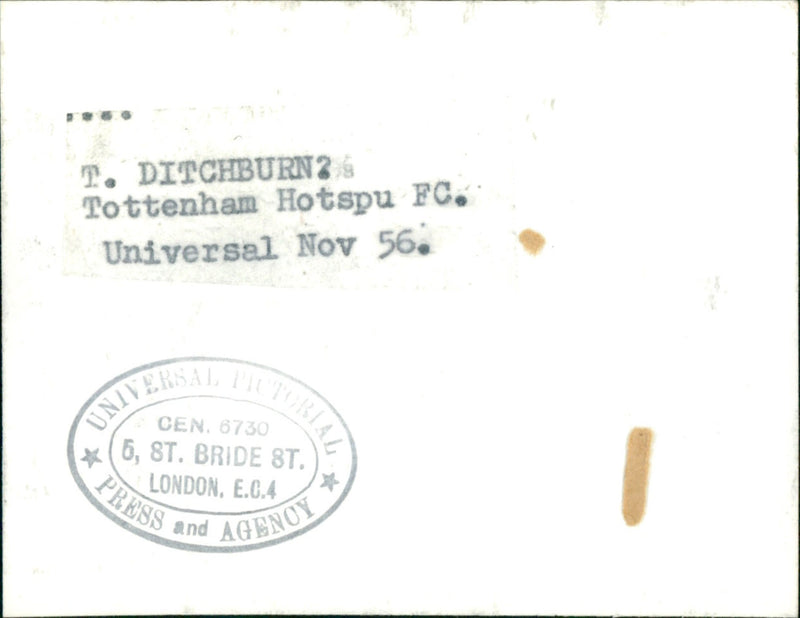 T. DITCHBURN?
Tottenham Hotspu FC.
Universal Nov 56.
UNIVERSAL PICTORIAL
CEN. 6730
5, ST. BRIDE ST.
LONDON, E.C.4
PRESS and AGENCY